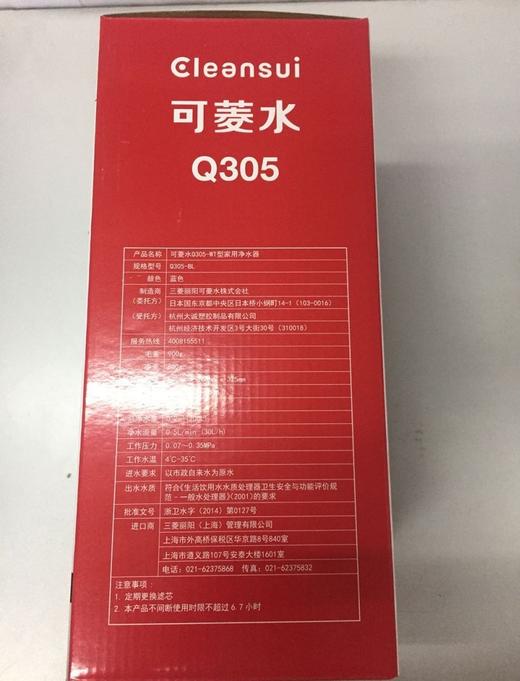 Cleansui
可菱水
Q305
产品名称 可菱水Q305-WT型家用净水器
规格型号 Q305-BL
颜色 蓝色
制造商 三菱丽阳可菱水株式会社
(委托方) 日本国东京都中央区日本桥小網町14-1 (103-0016)
(受托方) 杭州大诚塑胶制品有限公司
杭州经济技术开发区3号大街30号 (310018)
服务热线 4008155511
毛重 900g
净水流量 0.5L/min (30L/h)
工作压力 0.07~0.35MPa
工作水温 4℃-35℃
进水要求 以市政自来水为原水
出水水质 符合《生活饮用水水质处理器卫生安全与功能评价规
范-一般水处理器》(2001)的要求
批准文号 浙卫水字 (2014) 第0127号
进口商 三菱丽阳 (上海) 管理有限公司
上海市外高桥保税区华京路8号840室
上海市遵义路107号安泰大楼1601室
电话: 021-62375868 传真: 021-62375832
注意事项:
1. 定期更换滤芯
2. 本产品不间断使用时限不超过6.7小时